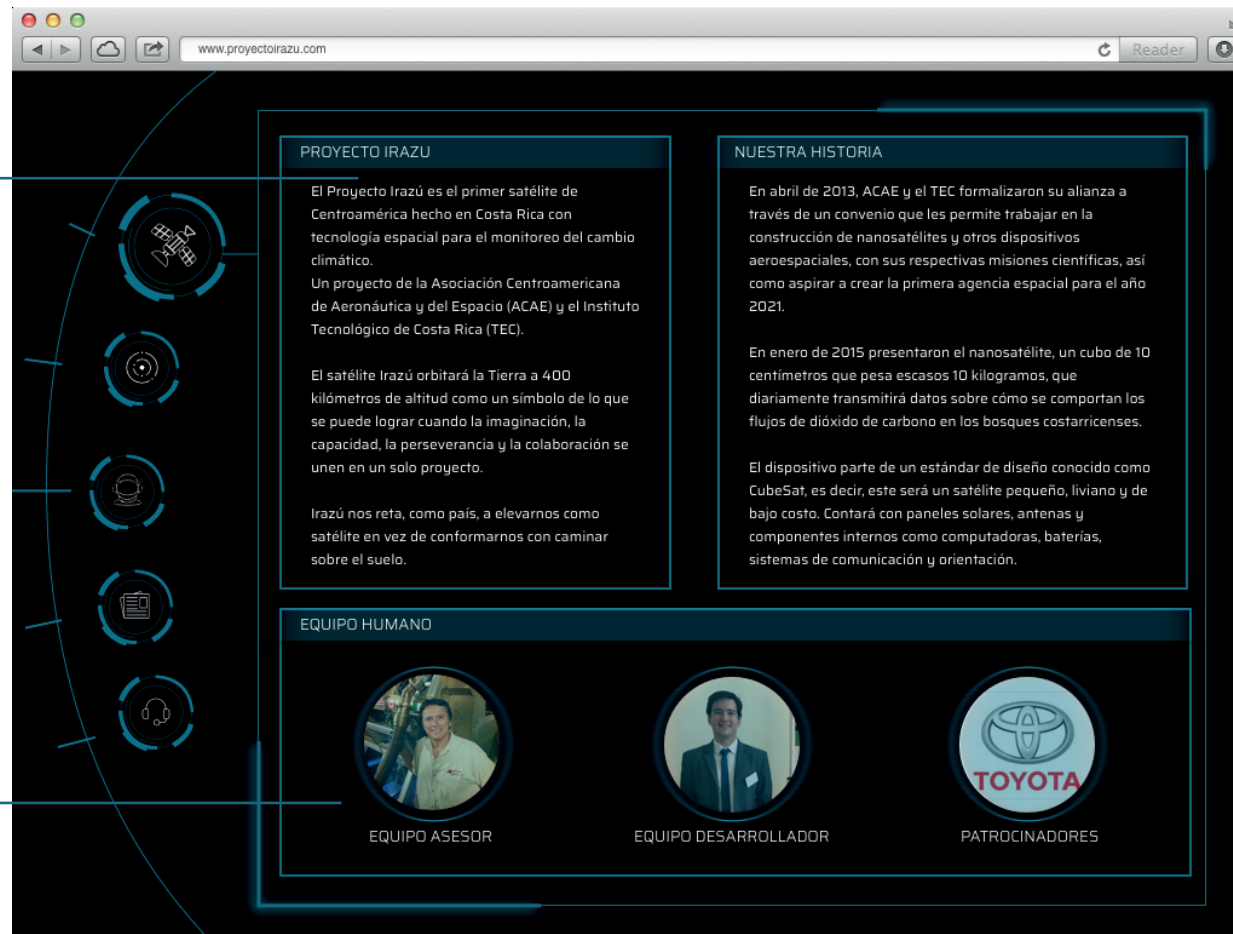 www.proyectoirazu.com
Reader
PROYECTO IRAZU
El Proyecto Irazú es el primer satélite de
Centroamérica hecho en Costa Rica con
tecnología espacial para el monitoreo del cambio
climático.
Un proyecto de la Asociación Centroamericana
de Aeronáutica y del Espacio (ACAE) y el Instituto
Tecnológico de Costa Rica (TEC).
El satélite Irazú orbitará la Tierra a 400
kilómetros de altitud como un símbolo de lo que
se puede lograr cuando la imaginación, la
capacidad, la perseverancia y la colaboración se
unen en un solo proyecto.
Irazú nos reta, como país, a elevarnos como
satélite en vez de conformarnos con caminar
sobre el suelo.
NUESTRA HISTORIA
En abril de 2013, ACAE y el TEC formalizaron su alianza a
través de un convenio que les permite trabajar en la
construcción de nanosatélites y otros dispositivos
aeroespaciales, con sus respectivas misiones científicas, así
como aspirar a crear la primera agencia espacial para el año
2021.
En enero de 2015 presentaron el nanosatélite, un cubo de 10
centímetros que pesa escasos 10 kilogramos, que
diariamente transmitirá datos sobre cómo se comportan los
flujos de dióxido de carbono en los bosques costarricenses.
El dispositivo parte de un estándar de diseño conocido como
CubeSat, es decir, este será un satélite pequeño, liviano y de
bajo costo. Contará con paneles solares, antenas y
componentes internos como computadoras, baterías,
sistemas de comunicación y orientación.
EQUIPO HUMANO
TOYOTA
EQUIPO ASESOR
EQUIPO DESARROLLADOR
PATROCINADORES